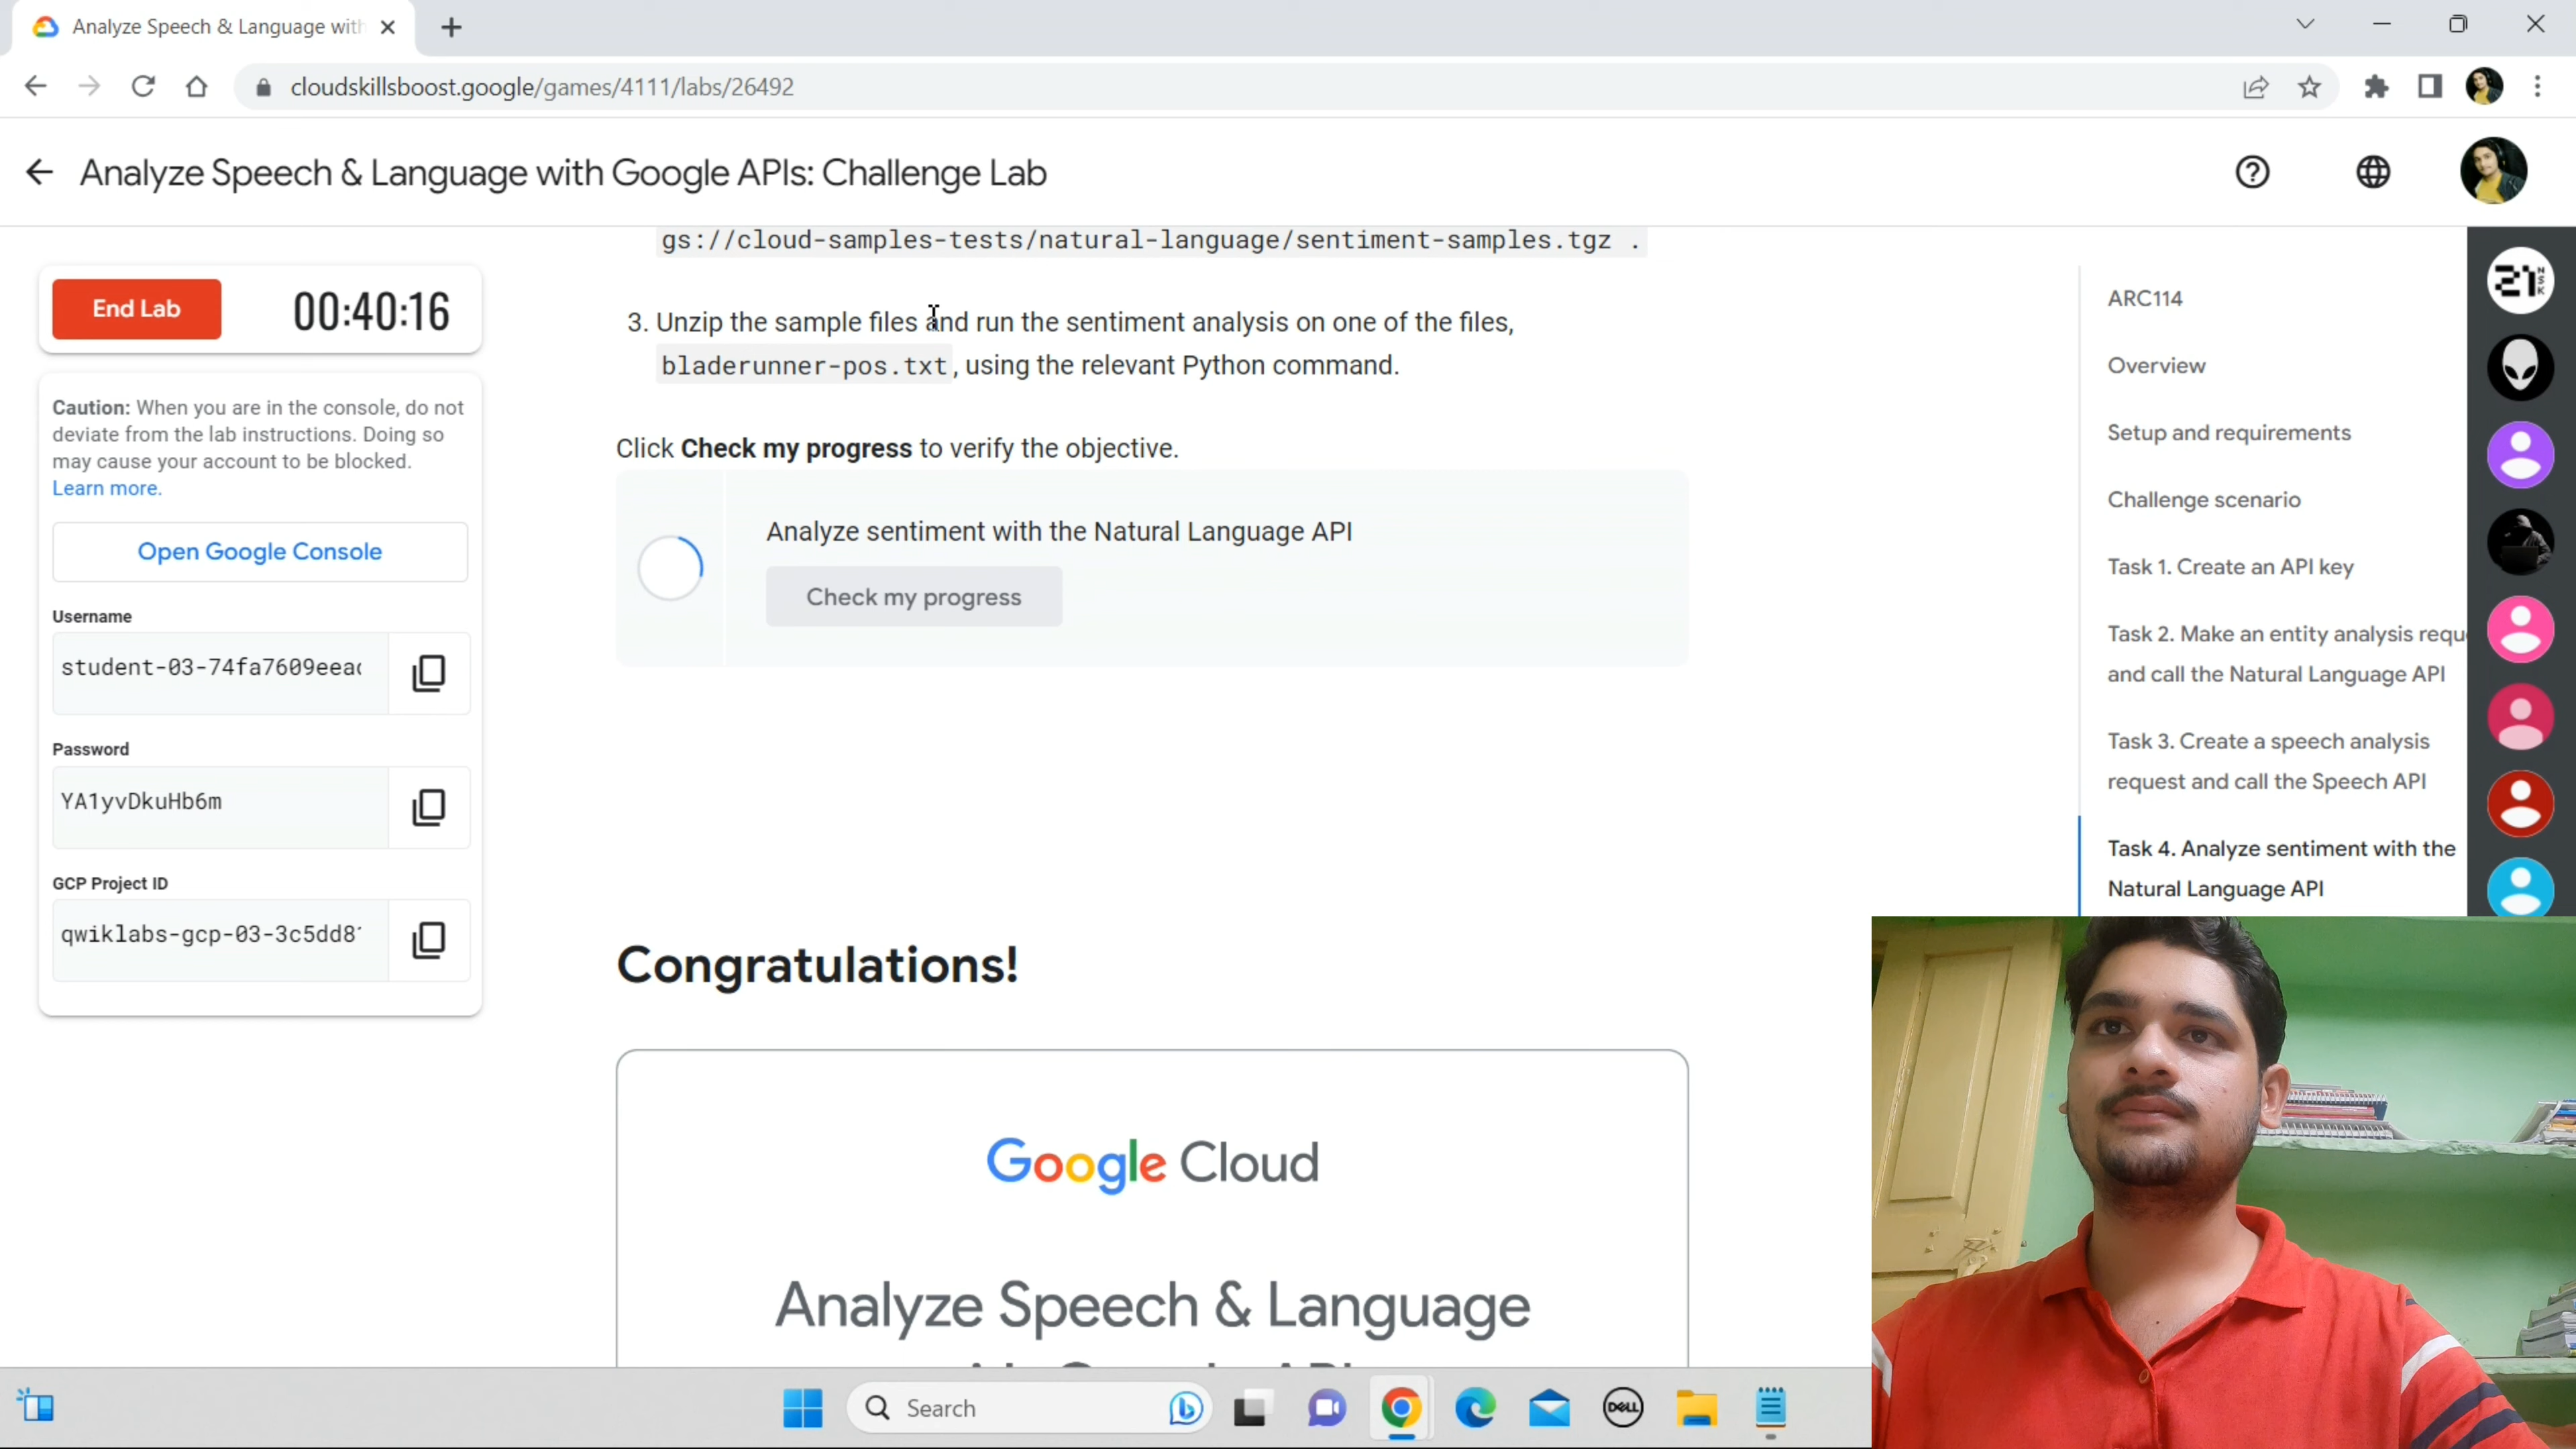 Analyze Speech & Language with
cloudskillsboost.google/games/4111/labs/26492
Analyze Speech & Language with Google APIs: Challenge Lab
End Lab
00:40:16
Caution: When you are in the console, do not
deviate from the lab instructions. Doing so
may cause your account to be blocked.
Learn more.
Open Google Console
Username
student-03-74fa7609eea
Password
YA1yvDkuHb6m
GCP Project ID
qwiklabs-gcp-03-3c5dd8
gs://cloud-samples-tests/natural-language/sentiment-samples.tgz .
3. Unzip the sample files and run the sentiment analysis on one of the files,
bladerunner-pos.txt, using the relevant Python command.
Click Check my progress to verify the objective.
Analyze sentiment with the Natural Language API
Check my progress
Congratulations!
Google Cloud
Analyze Speech & Language
ARC114
Overview
Setup and requirements
Challenge scenario
Task 1. Create an API key
Task 2. Make an entity analysis requ
and call the Natural Language API
Task 3. Create a speech analysis
request and call the Speech API
Task 4. Analyze sentiment with the
Natural Language API
21
NSK
Search
DELL